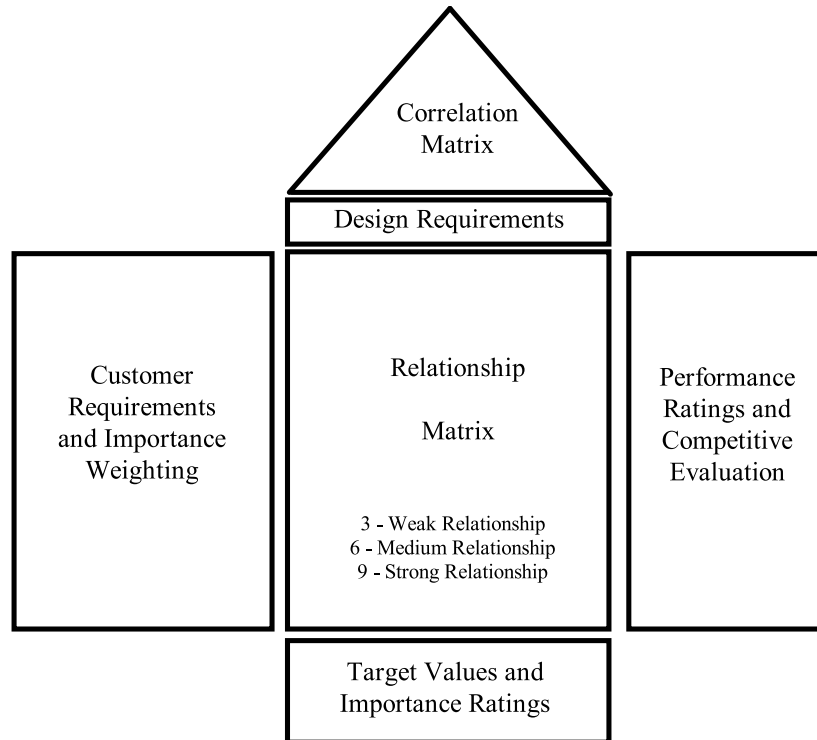 Correlation
Matrix
Design Requirements
Customer
Requirements
and Importance
Weighting
Relationship
Matrix
3 - Weak Relationship
6 - Medium Relationship
9 - Strong Relationship
Performance
Ratings and
Competitive
Evaluation
Target Values and
Importance Ratings